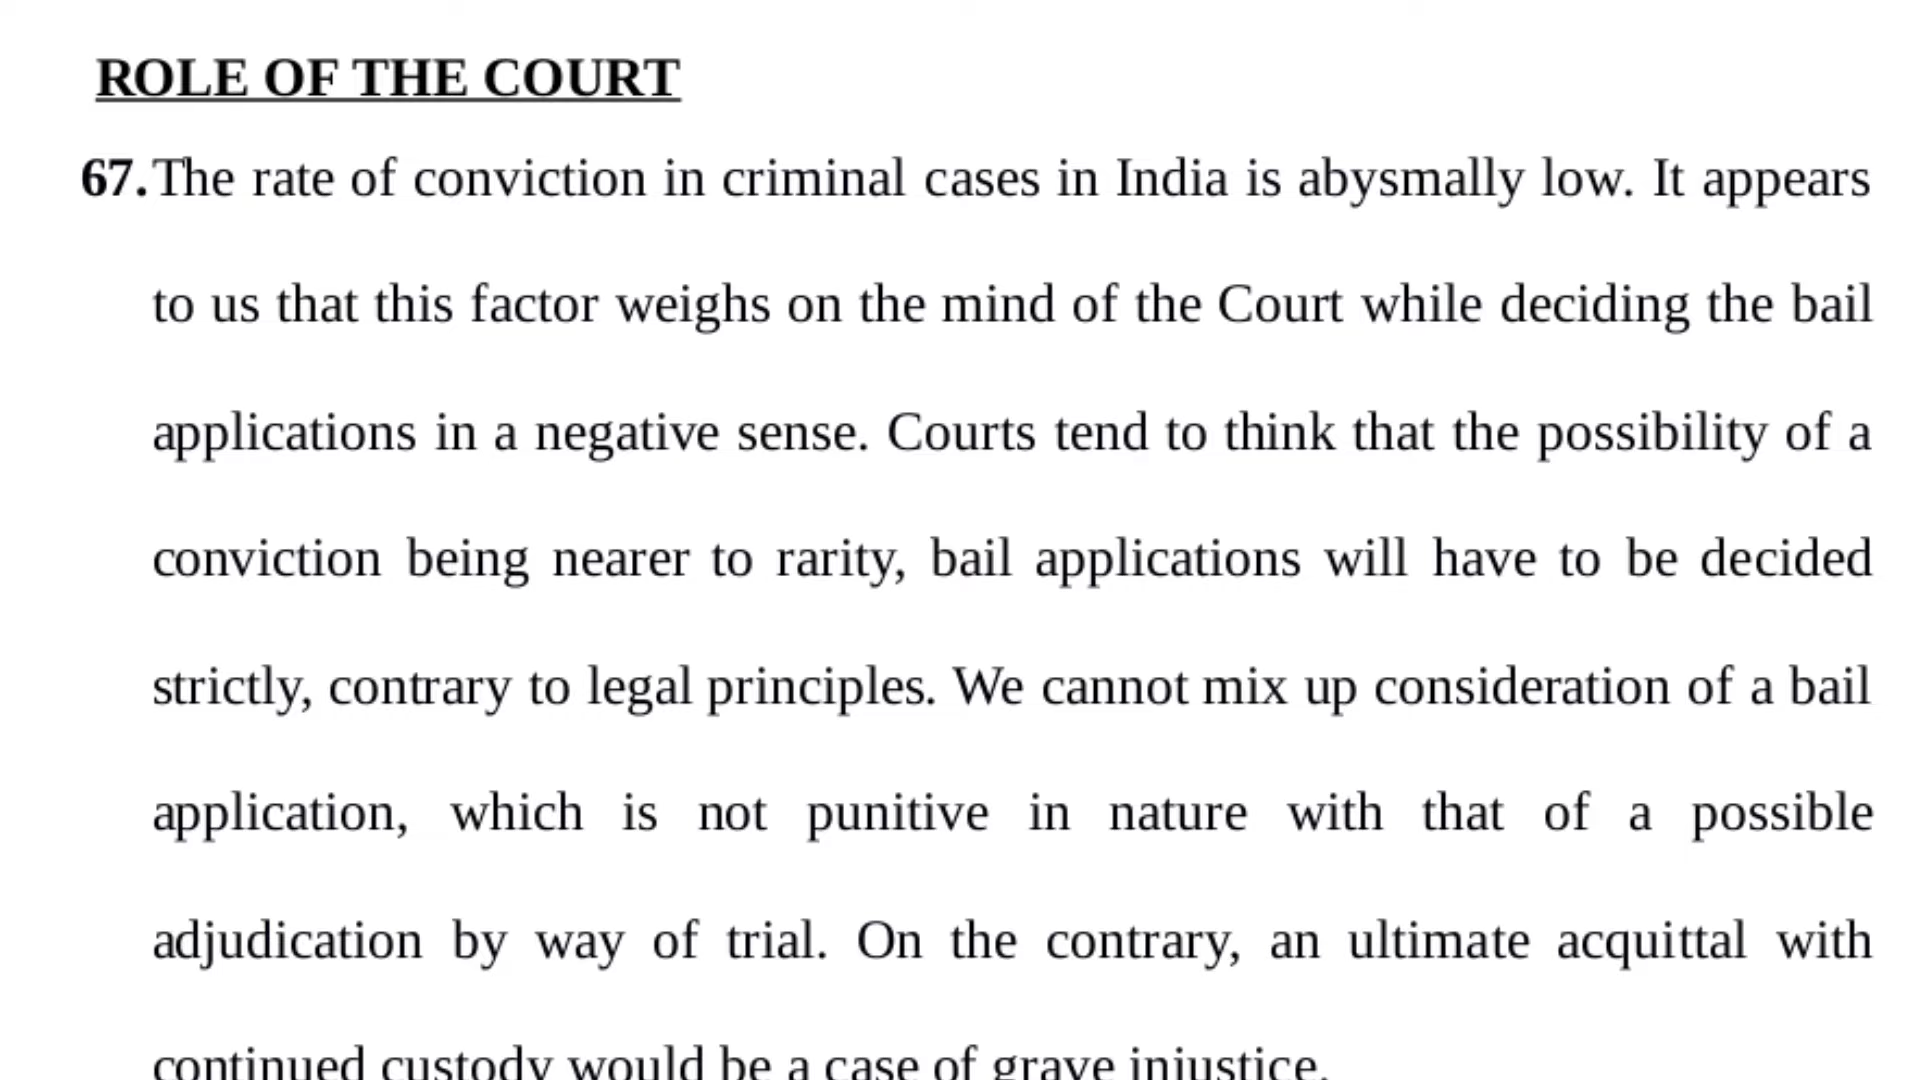 ROLE OF THE COURT
67.The rate of conviction in criminal cases in India is abysmally low. It appears
to us that this factor weighs on the mind of the Court while deciding the bail
applications in a negative sense. Courts tend to think that the possibility of a
conviction being nearer to rarity, bail applications will have to be decided
strictly, contrary to legal principles. We cannot mix up consideration of a bail
application, which is not punitive in nature with that of a possible
adjudication by way of trial. On the contrary, an ultimate acquittal with
continued custody would be a case of grave injustice.